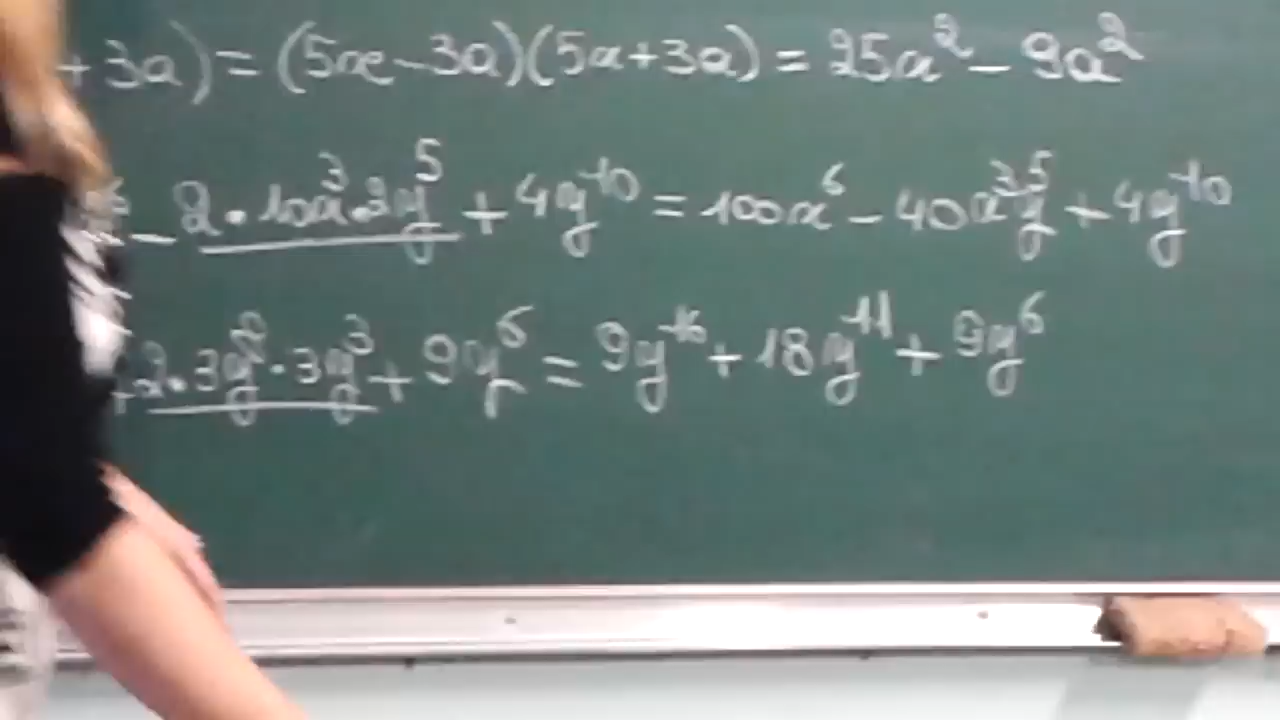 + 3a) = (5x - 3a)(5x + 3a) = 25x² - 9a²
- 2 · 10x³ · 2y⁵ + 4y¹⁰ = 100x⁶ - 40x³y⁵ + 4y¹⁰
+ 2 · 3y⁸ · 3y³ + 9y⁶ = 9y¹⁶ + 18y¹¹ + 9y⁶